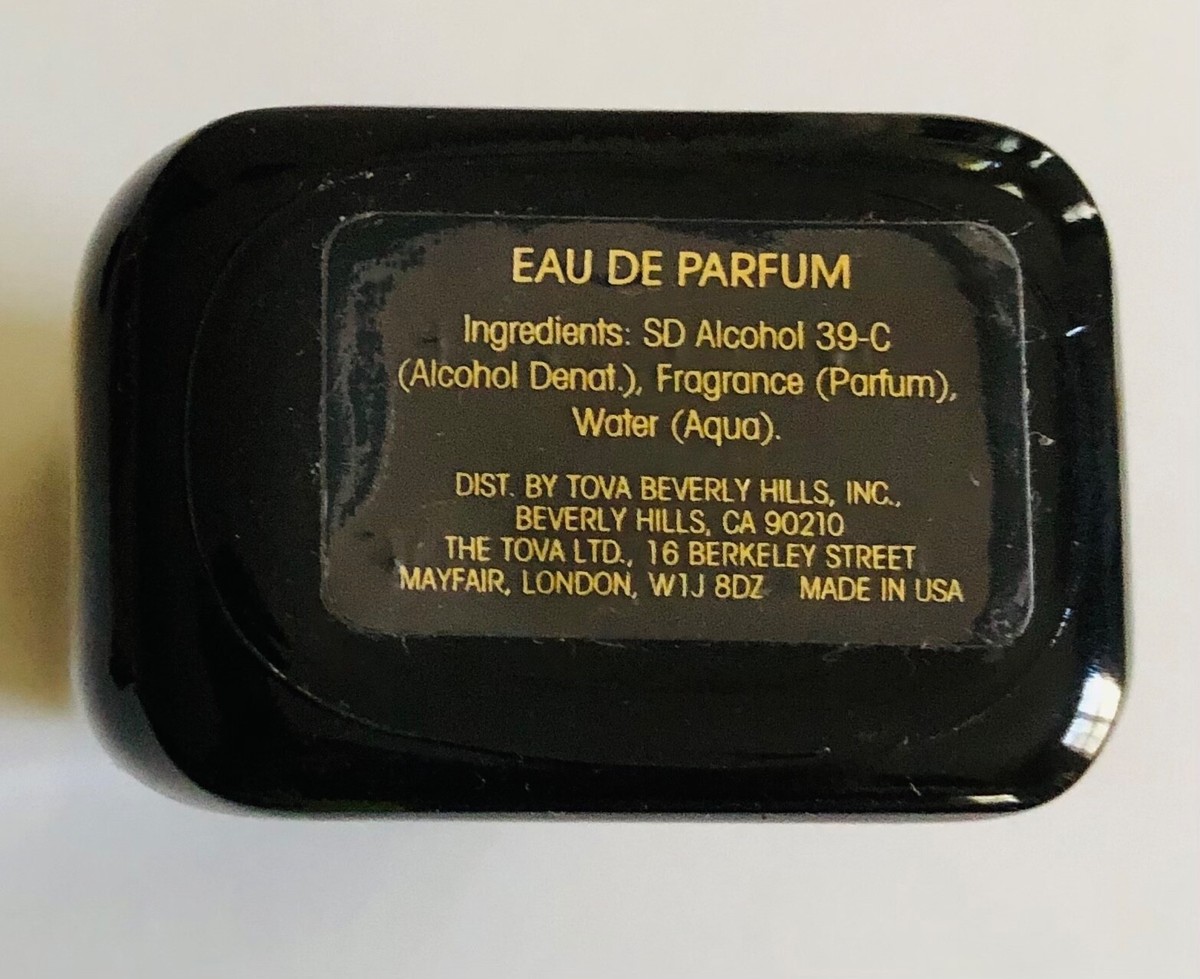 EAU DE PARFUM
Ingredients: SD Alcohol 39-C
(Alcohol Denat.), Fragrance (Parfum),
Water (Aqua).
DIST. BY TOVA BEVERLY HILLS, INC.,
BEVERLY HILLS, CA 90210
THE TOVA LTD., 16 BERKELEY STREET
MAYFAIR, LONDON, W1J 8DZ MADE IN USA